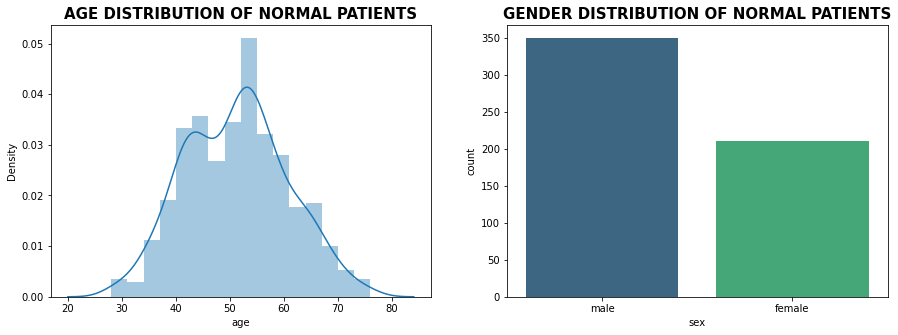 AGE DISTRIBUTION OF NORMAL PATIENTS
0.05
0.04
0.03
0.02
0.01
0.00
Density
20 30 40 50 60 70 80
age
GENDER DISTRIBUTION OF NORMAL PATIENTS
350
300
250
200
150
100
50
0
count
male female
sex